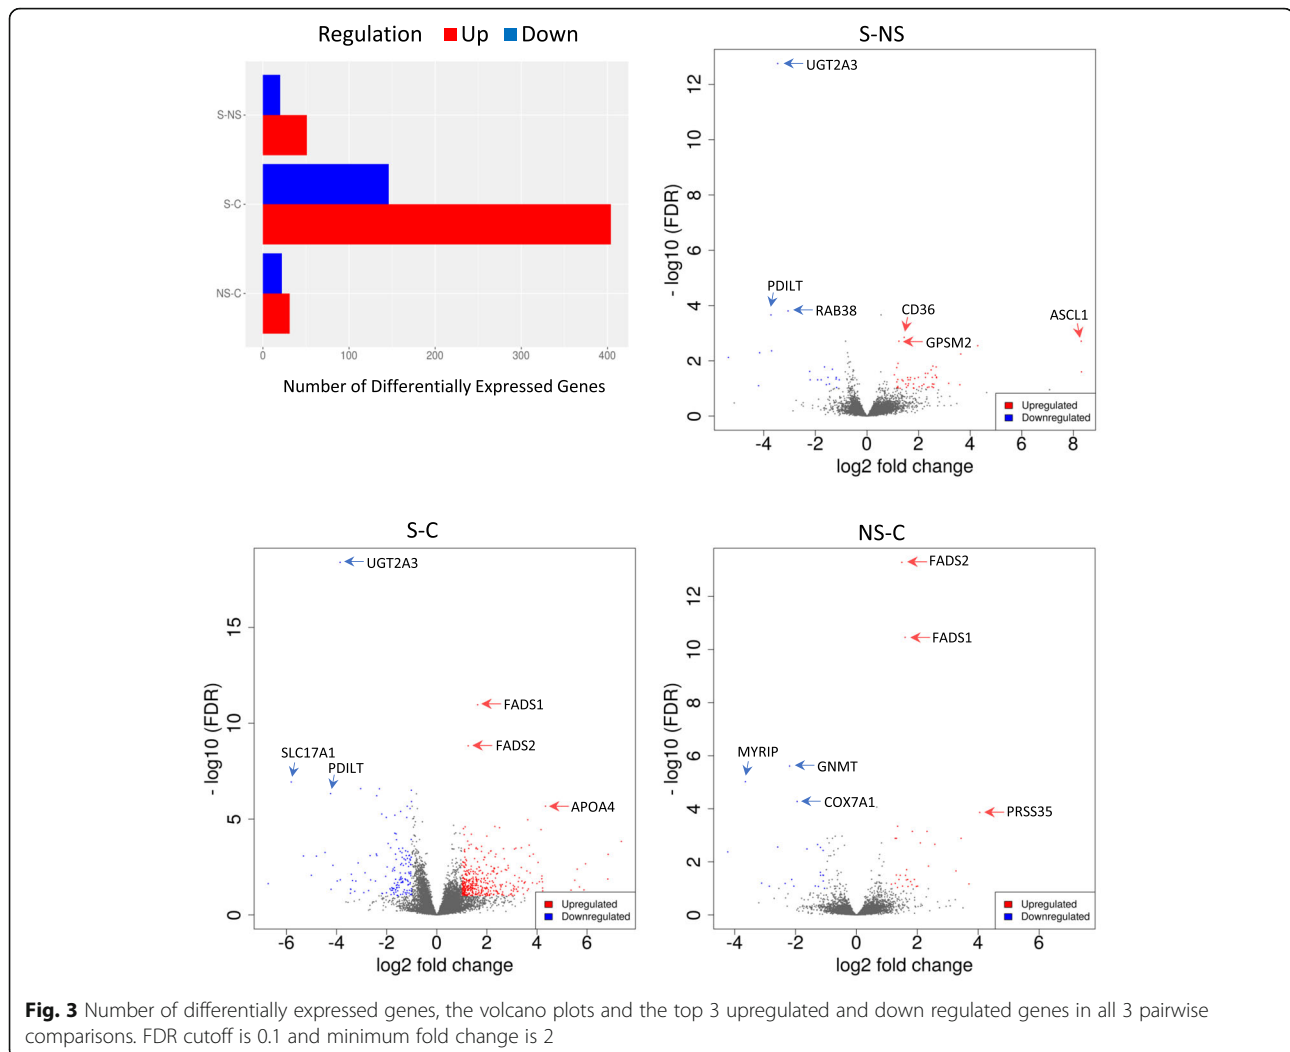 Regulation Up Down
S-NS
S-C
NS-C
0 100 200 300 400
Number of Differentially Expressed Genes
S-NS
- log10 (FDR)
12
10
8
6
4
2
0
UGT2A3
PDILT
RAB38
CD36
GPSM2
ASCL1
Upregulated
Downregulated
-4 -2 0 2 4 6 8
log2 fold change
S-C
- log10 (FDR)
15
10
5
0
UGT2A3
FADS1
FADS2
SLC17A1
PDILT
APOA4
Upregulated
Downregulated
-6 -4 -2 0 2 4 6
log2 fold change
NS-C
- log10 (FDR)
12
10
8
6
4
2
0
FADS2
FADS1
MYRIP
GNMT
COX7A1
PRSS35
Upregulated
Downregulated
-4 -2 0 2 4 6
log2 fold change
Fig. 3 Number of differentially expressed genes, the volcano plots and the top 3 upregulated and down regulated genes in all 3 pairwise
comparisons. FDR cutoff is 0.1 and minimum fold change is 2